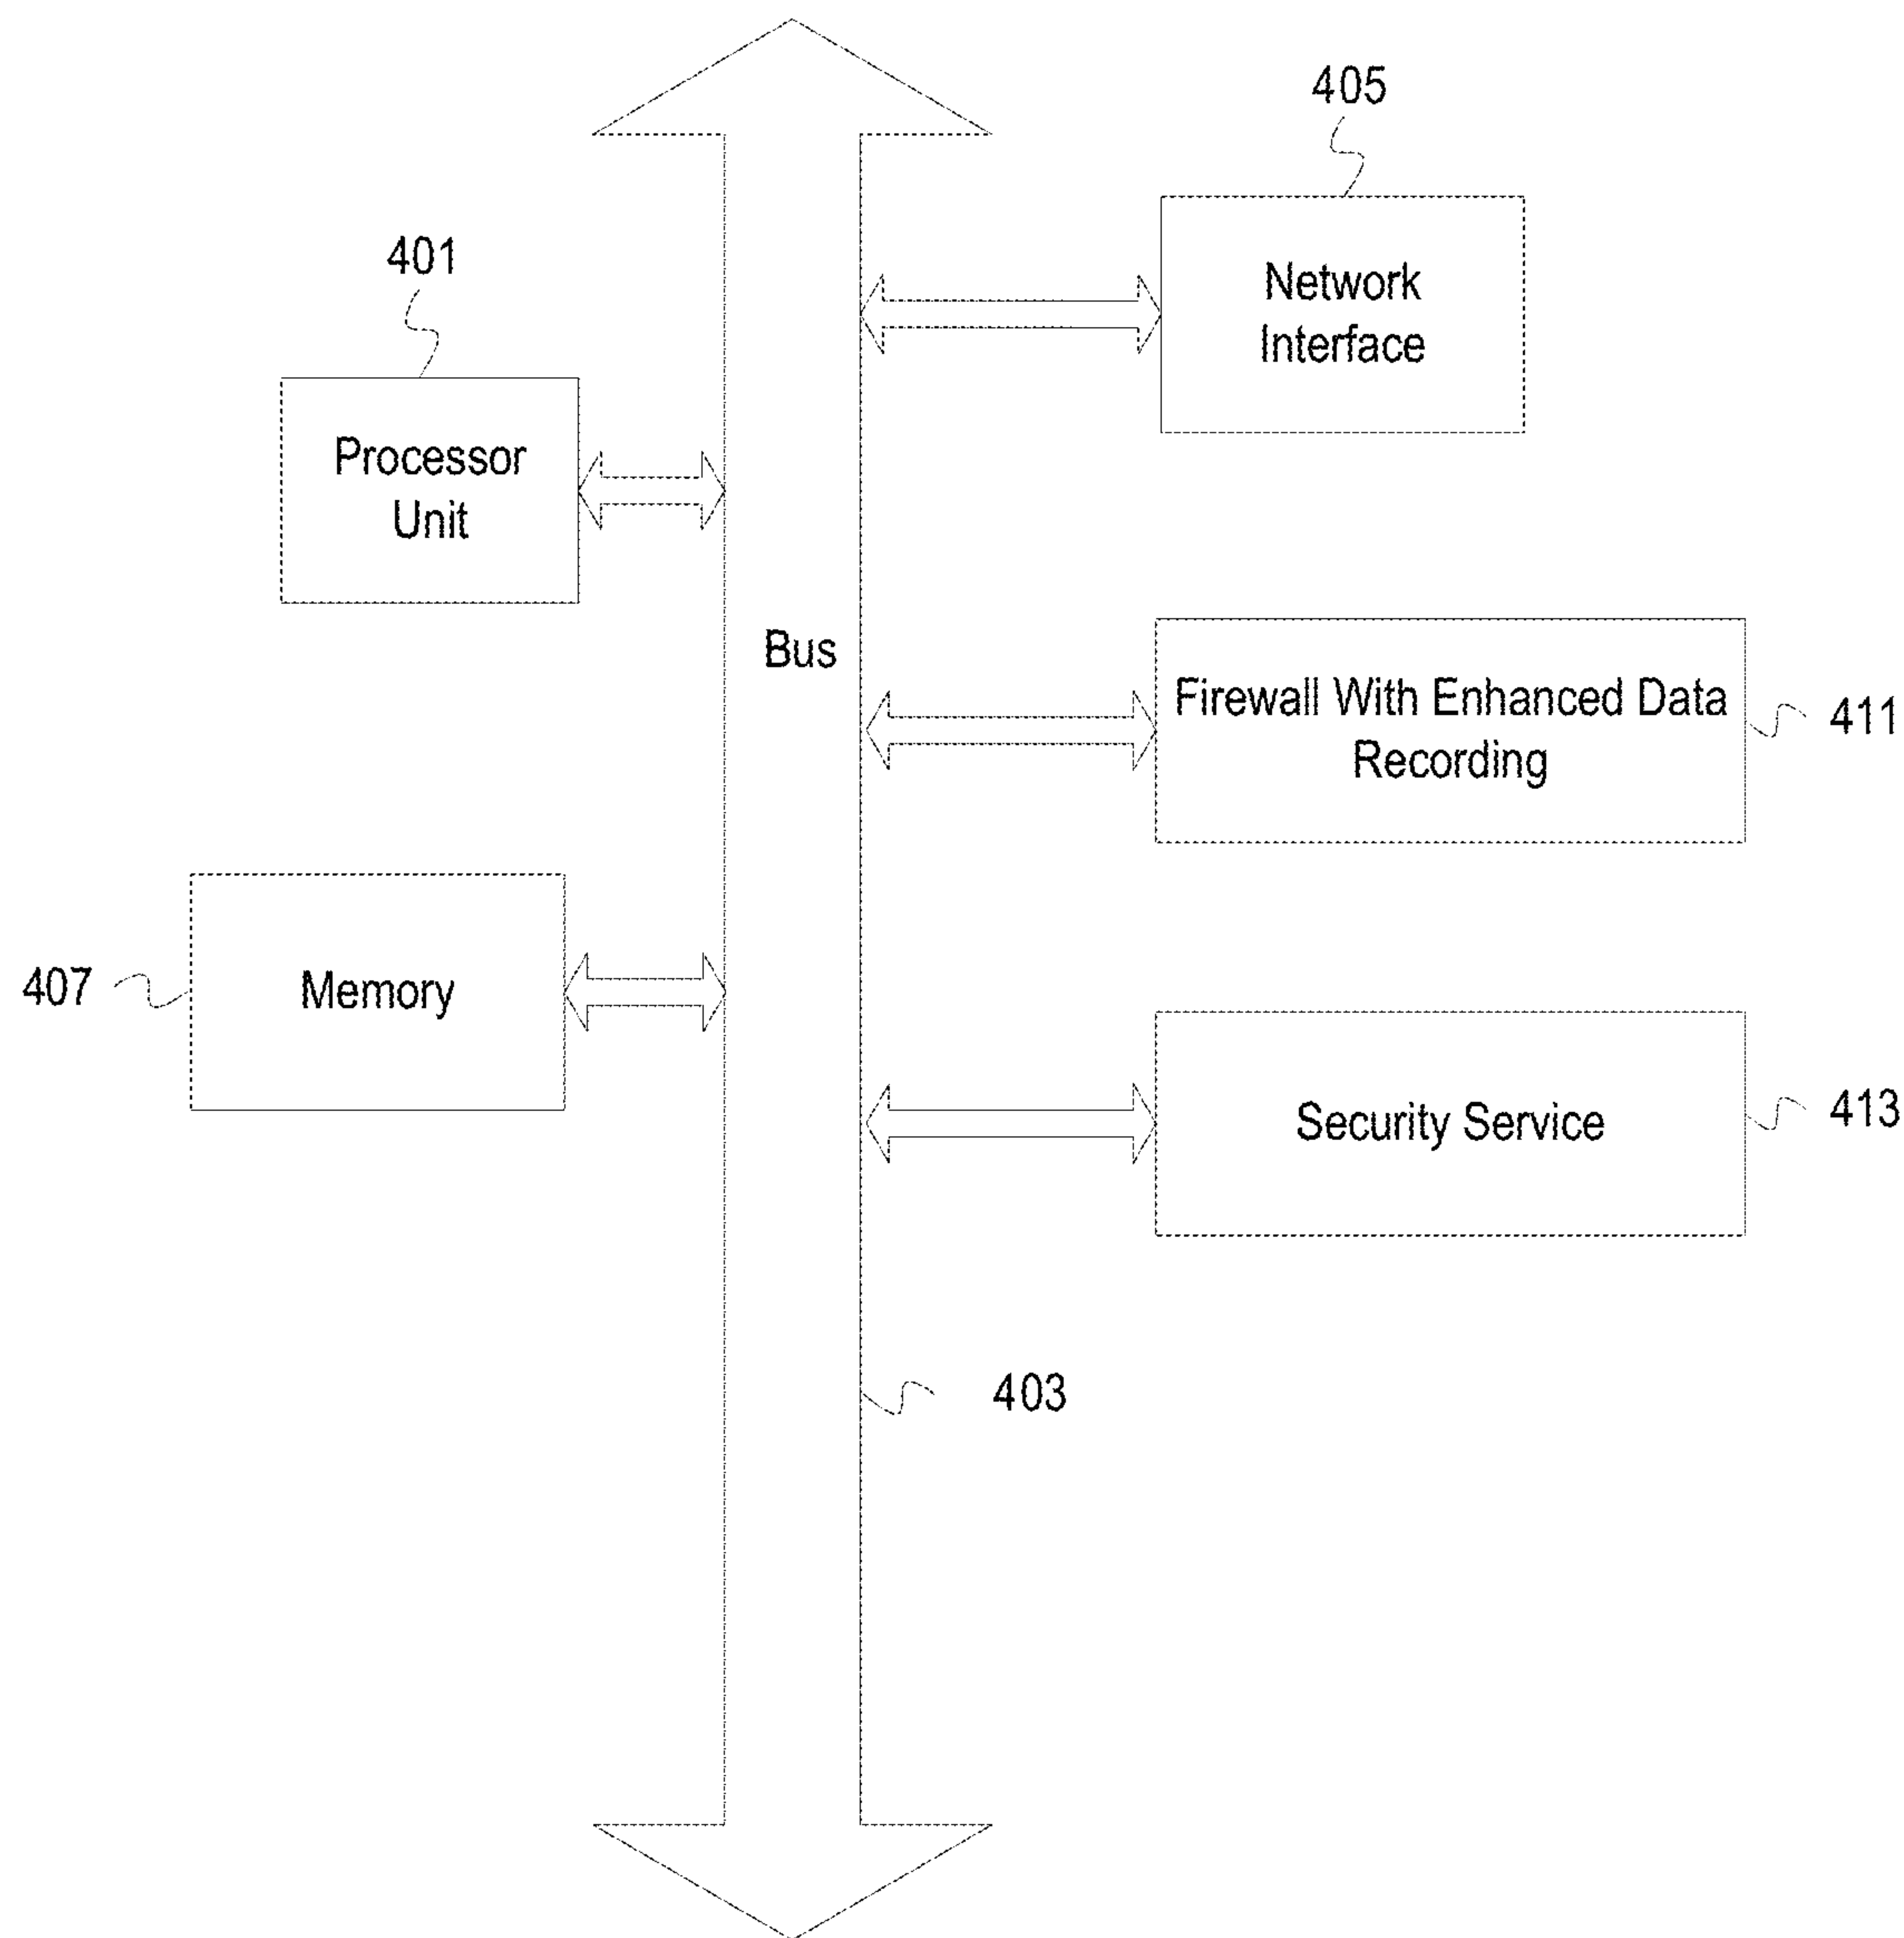 405
Network
Interface
401
Processor
Unit
Bus
Firewall With Enhanced Data
Recording
411
407
Memory
Security Service
413
403